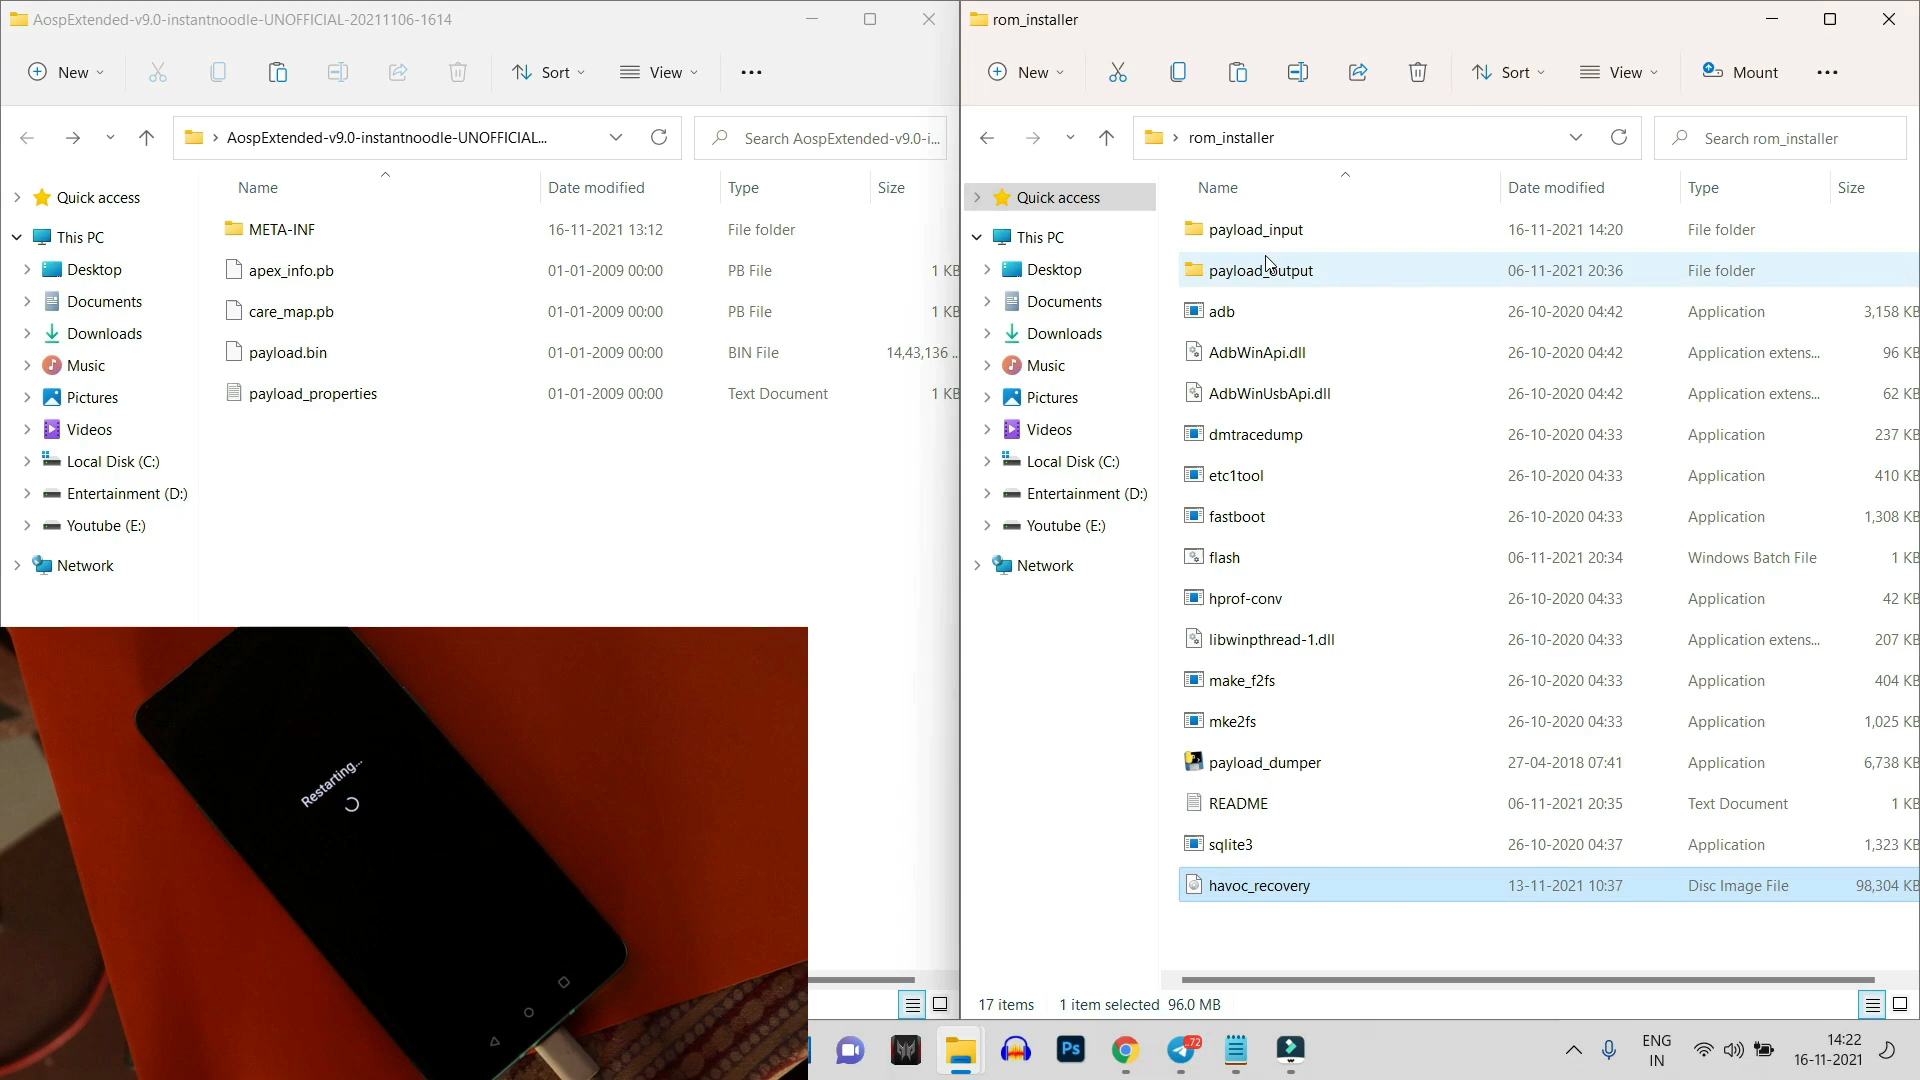 AospExtended-v9.0-instantnoodle-UNOFFICIAL-20211106-1614
New
Sort
View
AospExtended-v9.0-instantnoodle-UNOFFICIAL...
Search AospExtended-v9.0-i...
Name Date modified Type Size
Quick access
This PC
Desktop
Documents
Downloads
Music
Pictures
Videos
Local Disk (C:)
Entertainment (D:)
Youtube (E:)
Network
META-INF 16-11-2021 13:12 File folder
apex_info.pb 01-01-2009 00:00 PB File 1 KB
care_map.pb 01-01-2009 00:00 PB File 1 KB
payload.bin 01-01-2009 00:00 BIN File 14,43,136 ..
payload_properties 01-01-2009 00:00 Text Document 1 KB
Restarting...
rom_installer
New
Sort
View
Mount
rom_installer
Search rom_installer
Name Date modified Type Size
Quick access
This PC
Desktop
Documents
Downloads
Music
Pictures
Videos
Local Disk (C:)
Entertainment (D:)
Youtube (E:)
Network
payload_input 16-11-2021 14:20 File folder
payload_output 06-11-2021 20:36 File folder
adb 26-10-2020 04:42 Application 3,158 KB
AdbWinApi.dll 26-10-2020 04:42 Application extens... 96 KB
AdbWinUsbApi.dll 26-10-2020 04:42 Application extens... 62 KB
dmtracedump 26-10-2020 04:33 Application 237 KB
etc1tool 26-10-2020 04:33 Application 410 KB
fastboot 26-10-2020 04:33 Application 1,308 KB
flash 06-11-2021 20:34 Windows Batch File 1 KB
hprof-conv 26-10-2020 04:33 Application 42 KB
libwinpthread-1.dll 26-10-2020 04:33 Application extens... 207 KB
make_f2fs 26-10-2020 04:33 Application 404 KB
mke2fs 26-10-2020 04:33 Application 1,025 KB
payload_dumper 27-04-2018 07:41 Application 6,738 KB
README 06-11-2021 20:35 Text Document 1 KB
sqlite3 26-10-2020 04:37 Application 1,323 KB
havoc_recovery 13-11-2021 10:37 Disc Image File 98,304 KB
17 items 1 item selected 96.0 MB
Ps
72
ENG
IN
14:22
16-11-2021